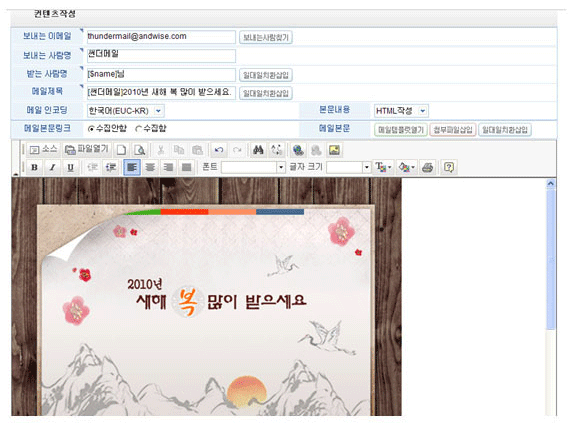 컨텐츠작성
보내는 이메일 thundermail@andwise.com 보내는사람찾기
보내는 사람명 썬더메일
받는 사람명 [$name]님 일대일치환삽입
메일제목 [썬더메일]2010년 새해 복 많이 받으세요. 일대일치환삽입
메일 인코딩 한국어(EUC-KR) 본문내용 HTML작성
메일본문링크 수집안함 수집함 메일본문 메일템플릿열기 첨부파일삽입 일대일치환삽입
소스 파일열기
B I U 폰트 글자 크기
2010년
새해 복 많이 받으세요